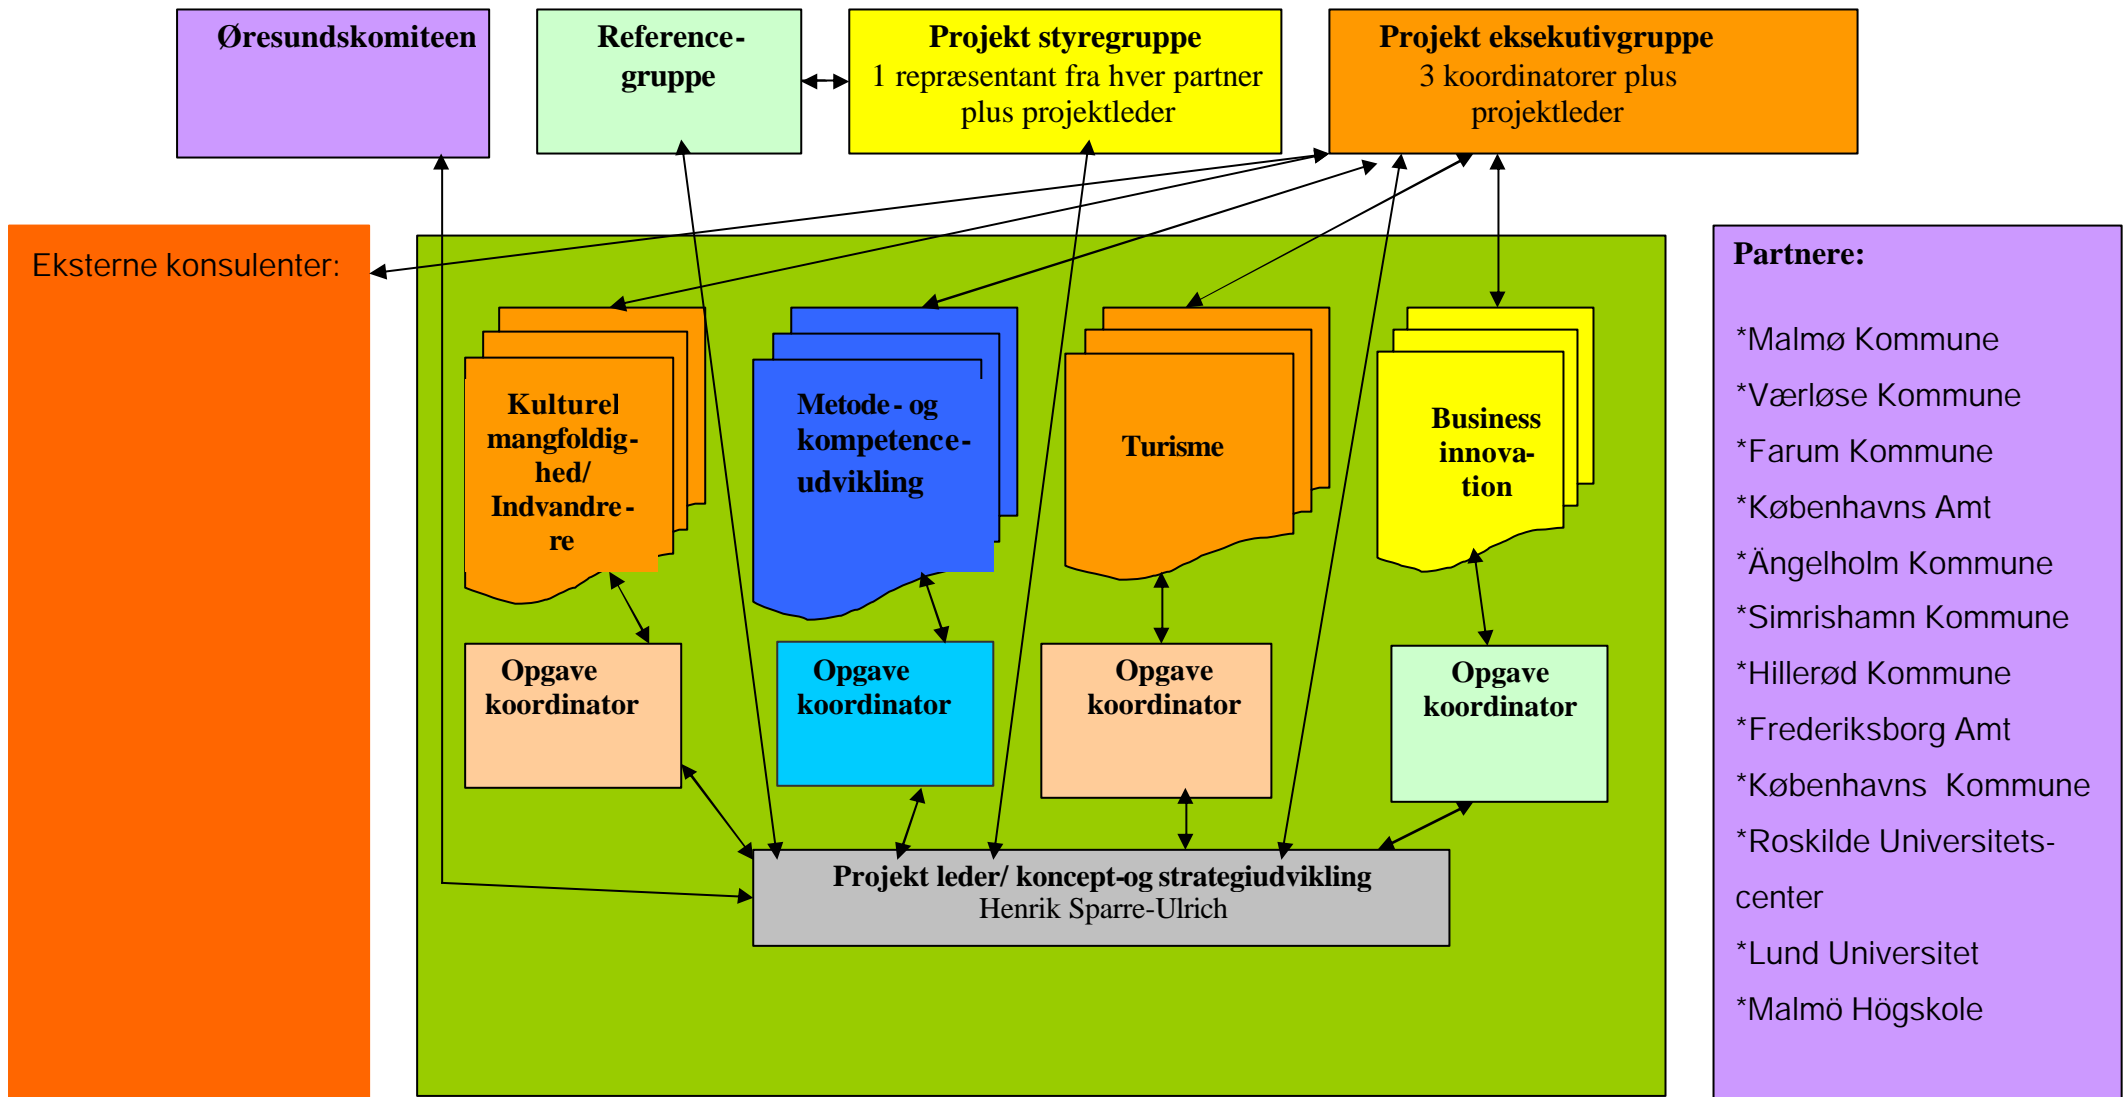 Øresundskomiteen
Reference-
gruppe
Projekt styregruppe
1 repræsentant fra hver partner
plus projektleder
Projekt eksekutivgruppe
3 koordinatorer plus
projektleder
Eksterne konsulenter:
Kulturel
mangfoldig-
hed/
Indvandre-
re
Metode- og
kompetence-
udvikling
Turisme
Business
innova-
tion
Opgave
koordinator
Opgave
koordinator
Opgave
koordinator
Opgave
koordinator
Projekt leder/ koncept-og strategiudvikling
Henrik Sparre-Ulrich
Partnere:
*Malmø Kommune
*Værløse Kommune
*Farum Kommune
*Københavns Amt
*Ängelholm Kommune
*Simrishamn Kommune
*Hillerød Kommune
*Frederiksborg Amt
*Københavns Kommune
*Roskilde Universitets-
center
*Lund Universitet
*Malmö Högskole